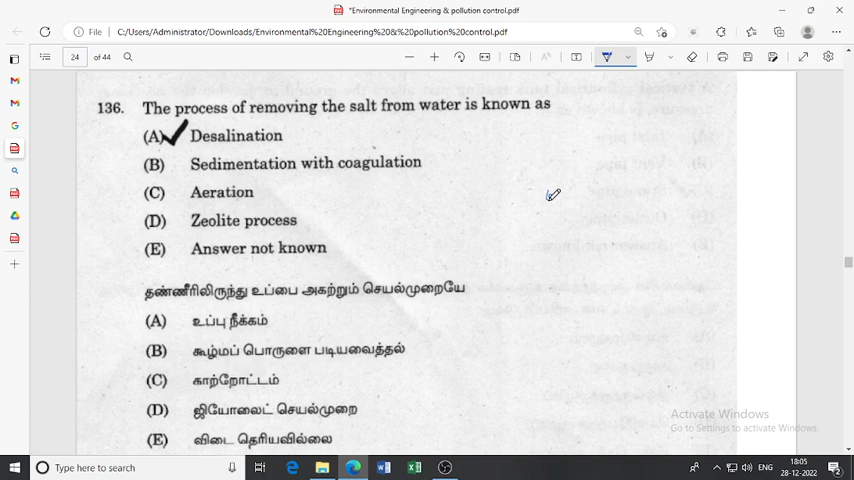 *Environmental Engineering & pollution control.pdf
File | C:/Users/Administrator/Downloads/Environmental%20Engineering%20&%20pollution%20control.pdf
24 of 44
136. The process of removing the salt from water is known as
(A) Desalination
(B) Sedimentation with coagulation
(C) Aeration
(D) Zeolite process
(E) Answer not known
தண்ணீரிலிருந்து உப்பை அகற்றும் செயல்முறையே
(A) உப்பு நீக்கம்
(B) கூழ்மப் பொருளை படியவைத்தல்
(C) காற்றோட்டம்
(D) ஜியோலைட் செயல்முறை
(E) விடை தெரியவில்லை
Activate Windows
Go to Settings to activate Windows.
Type here to search
ENG
18:05
28-12-2022
2